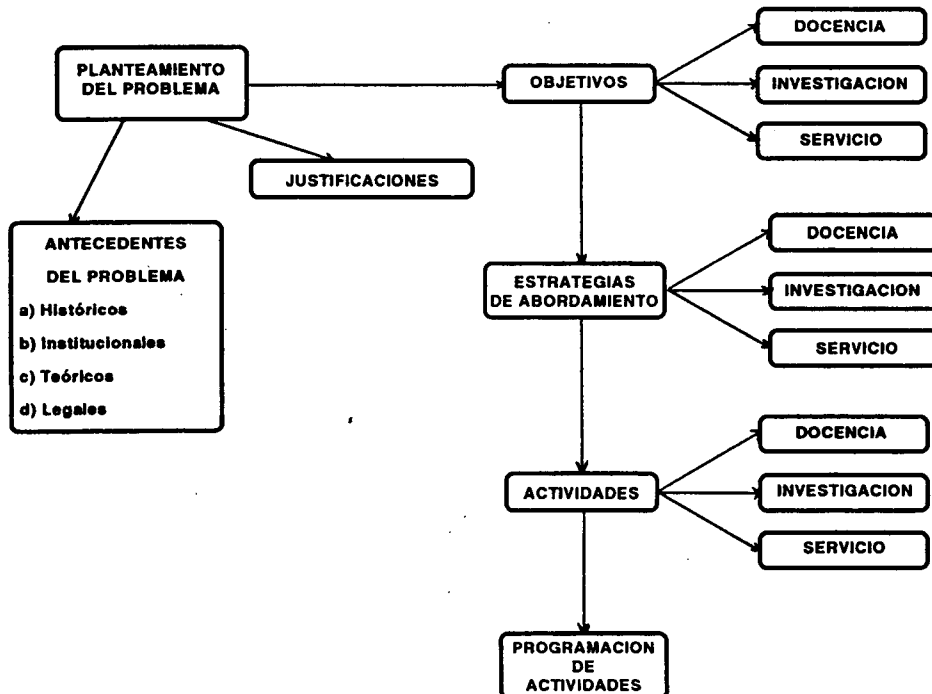 PLANTEAMIENTO
DEL PROBLEMA
JUSTIFICACIONES
ANTECEDENTES
DEL PROBLEMA
a) Históricos
b) Institucionales
c) Teóricos
d) Legales
OBJETIVOS
DOCENCIA
INVESTIGACION
SERVICIO
ESTRATEGIAS
DE ABORDAMIENTO
DOCENCIA
INVESTIGACION
SERVICIO
ACTIVIDADES
DOCENCIA
INVESTIGACION
SERVICIO
PROGRAMACION
DE
ACTIVIDADES